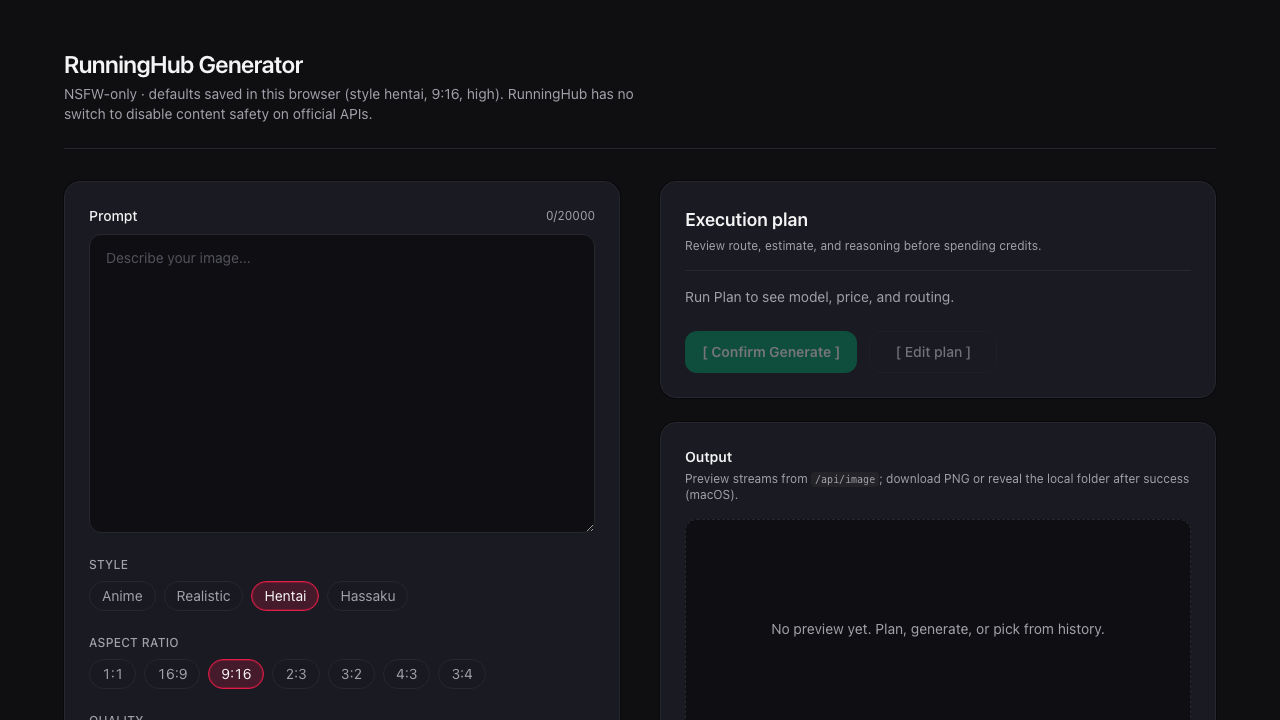 RunningHub Generator
NSFW-only · defaults saved in this browser (style hentai, 9:16, high). RunningHub has no
switch to disable content safety on official APIs.
Prompt
0/20000
Describe your image...
STYLE
Anime
Realistic
Hentai
Hassaku
ASPECT RATIO
1:1
16:9
9:16
2:3
3:2
4:3
3:4
QUALITY
Execution plan
Review route, estimate, and reasoning before spending credits.
Run Plan to see model, price, and routing.
[ Confirm Generate ]
[ Edit plan ]
Output
Preview streams from /api/image ; download PNG or reveal the local folder after success
(macOS).
No preview yet. Plan, generate, or pick from history.